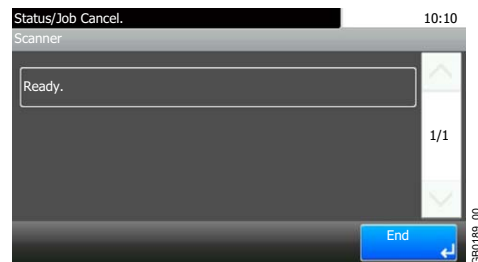 Status/Job Cancel. 10:10
Scanner
Ready.
1/1
End
GB0189_00